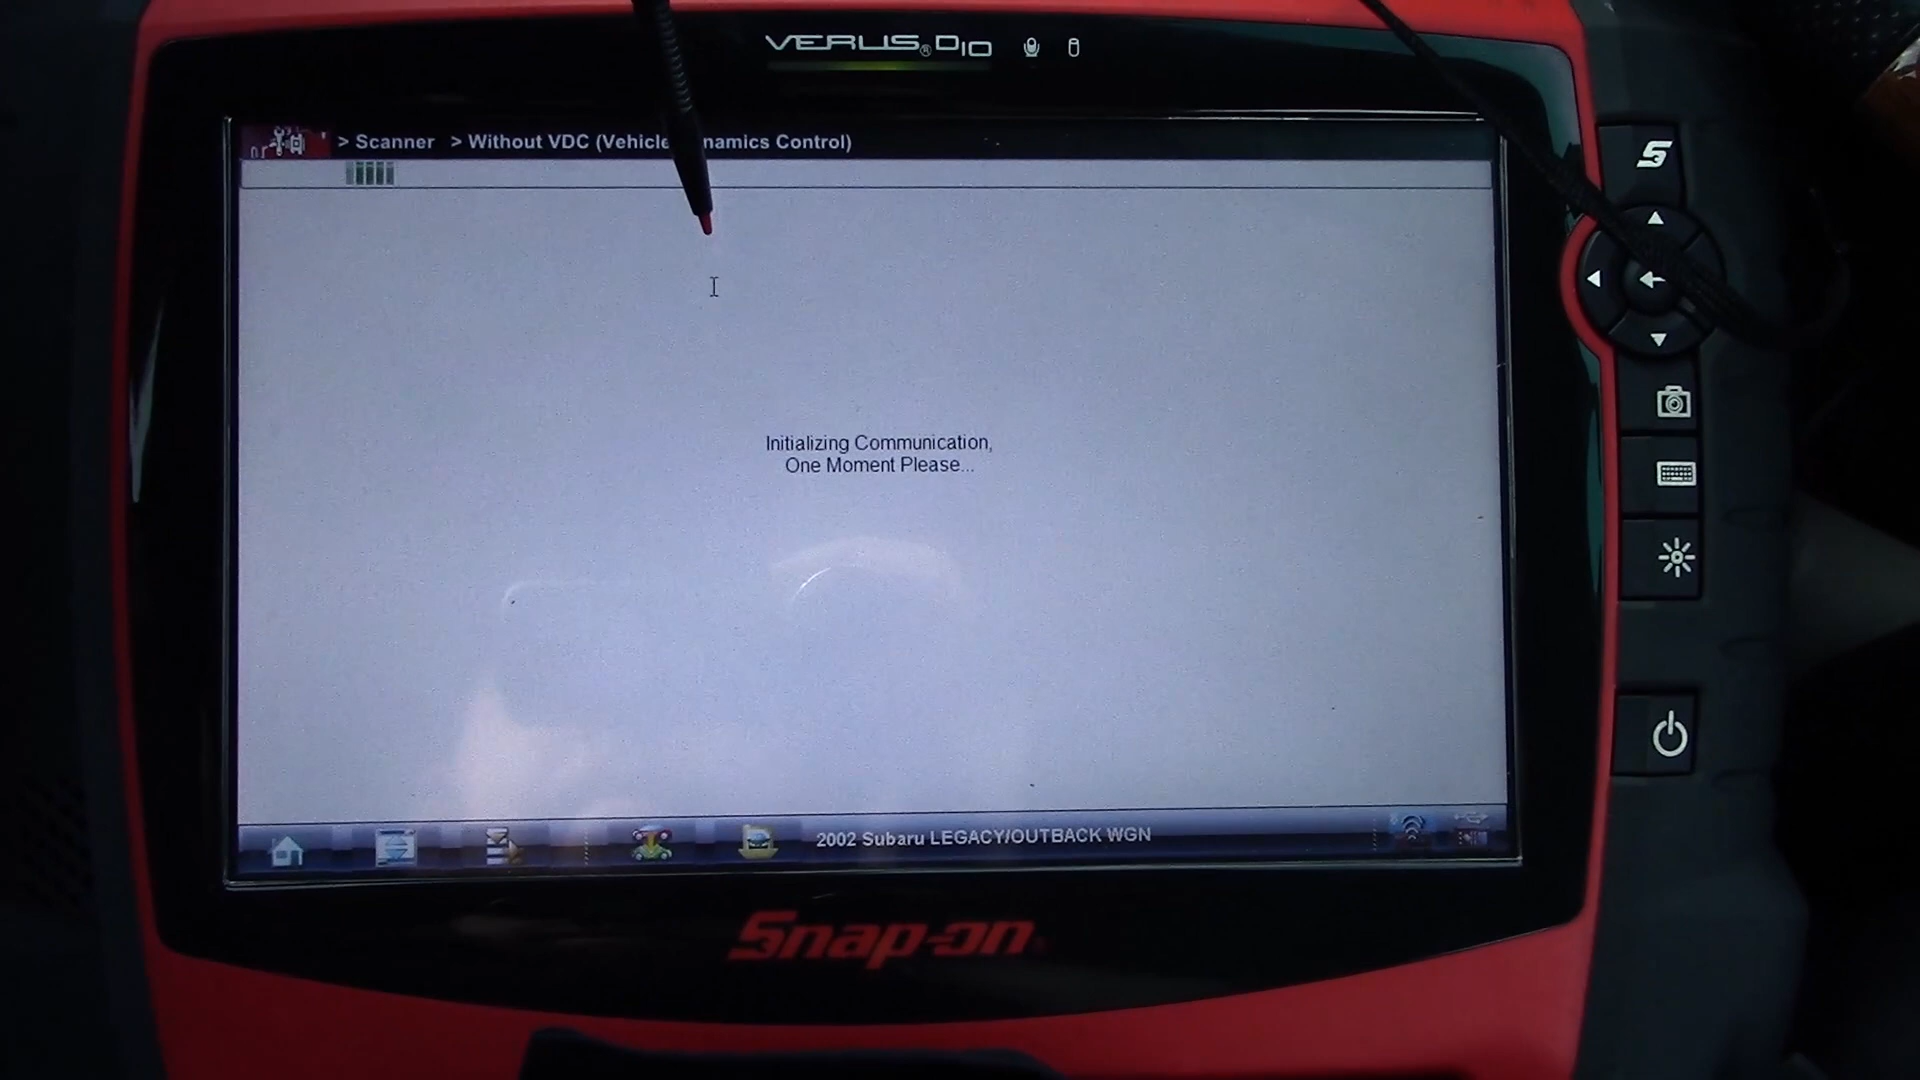 VERUS® D10
> Scanner > Without VDC (Vehicle namics Control)
Initializing Communication,
One Moment Please...
2002 Subaru LEGACY/OUTBACK WGN
Snap-on